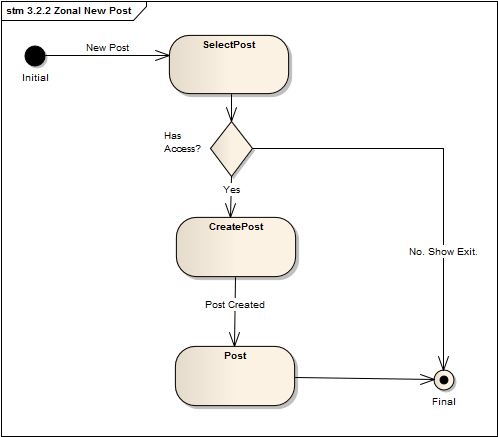 stm 3.2.2 Zonal New Post
New Post
SelectPost
Initial
Has
Access?
Yes
CreatePost
No. Show Exit.
Post Created
Post
Final